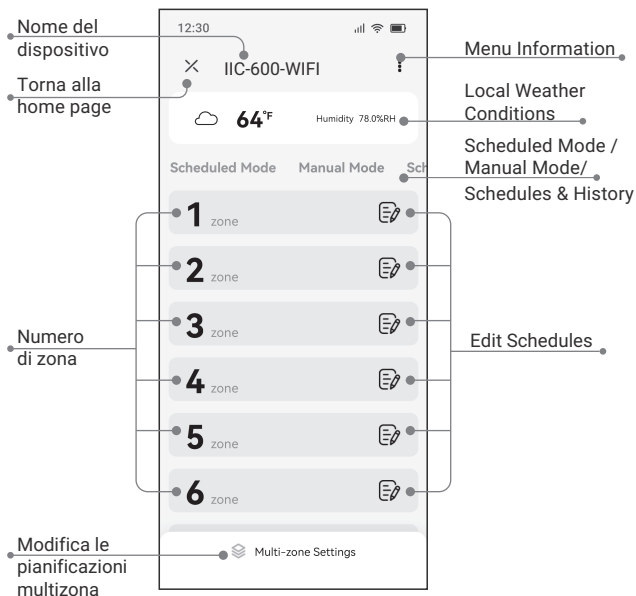 Nome del
dispositivo
Torna alla
home page
Numero
di zona
Modifica le
pianificazioni
multizona
12:30
IIC-600-WIFI
64°F
Humidity 78.0%RH
Scheduled Mode Manual Mode Sch
1 zone
2 zone
3 zone
4 zone
5 zone
6 zone
Multi-zone Settings
Menu Information
Local Weather
Conditions
Scheduled Mode /
Manual Mode/
Schedules & History
Edit Schedules